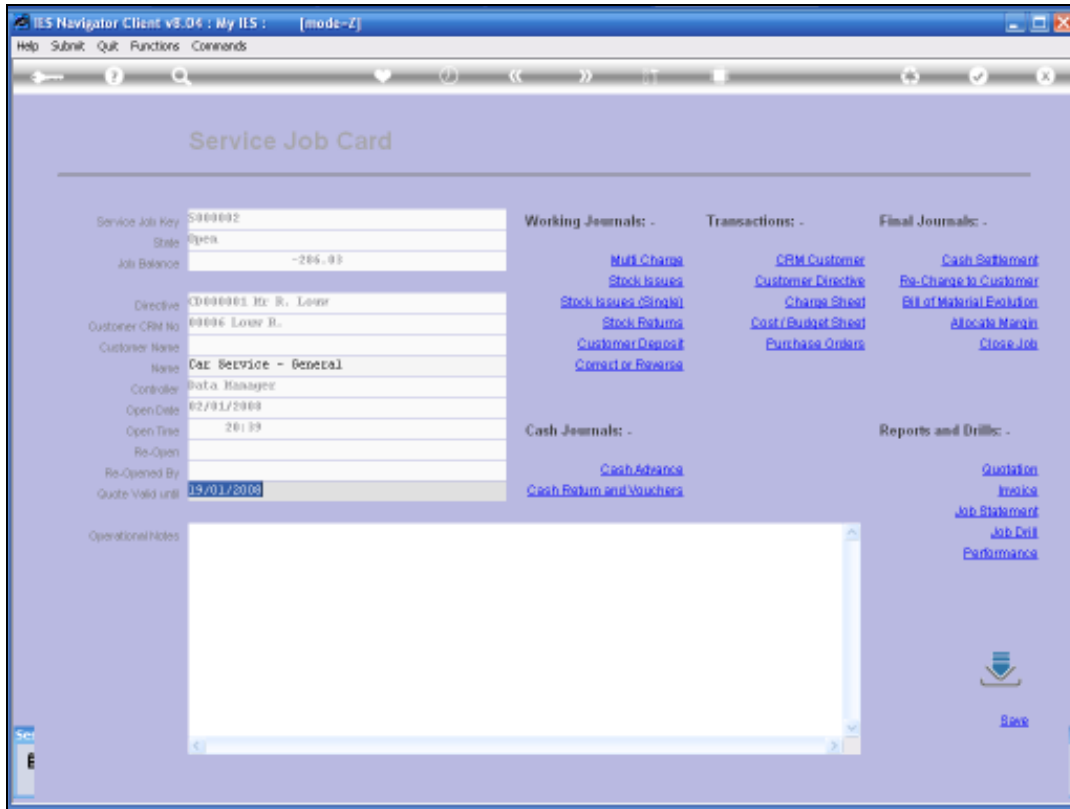 IES Navigator Client v8.04 : My IES : [mode=Z]
Help Submit Quit Functions Commands
Service Job Card
Service Job Key S000002
State Open
Job Balance -286.03
Directive CD000001 Mr R. Louw
Customer CRM No 00006 Louw R.
Customer Name
Name Car Service - General
Controller Data Manager
Open Date 02/01/2008
Open Time 20:39
Re-Open
Re-Opened By
Quote Valid until 19/01/2008
Operational Notes
Working Journals: -
Multi Charge
Stock Issues
Stock Issues (Single)
Stock Returns
Customer Deposit
Correct or Reverse
Transactions: -
CRM Customer
Customer Directive
Charge Sheet
Cost / Budget Sheet
Purchase Orders
Final Journals: -
Cash Settlement
Re-Charge to Customer
Bill of Material Evolution
Allocate Margin
Close Job
Cash Journals: -
Cash Advance
Cash Return and Vouchers
Reports and Drills: -
Quotation
Invoice
Job Statement
Job Drill
Performance
Save